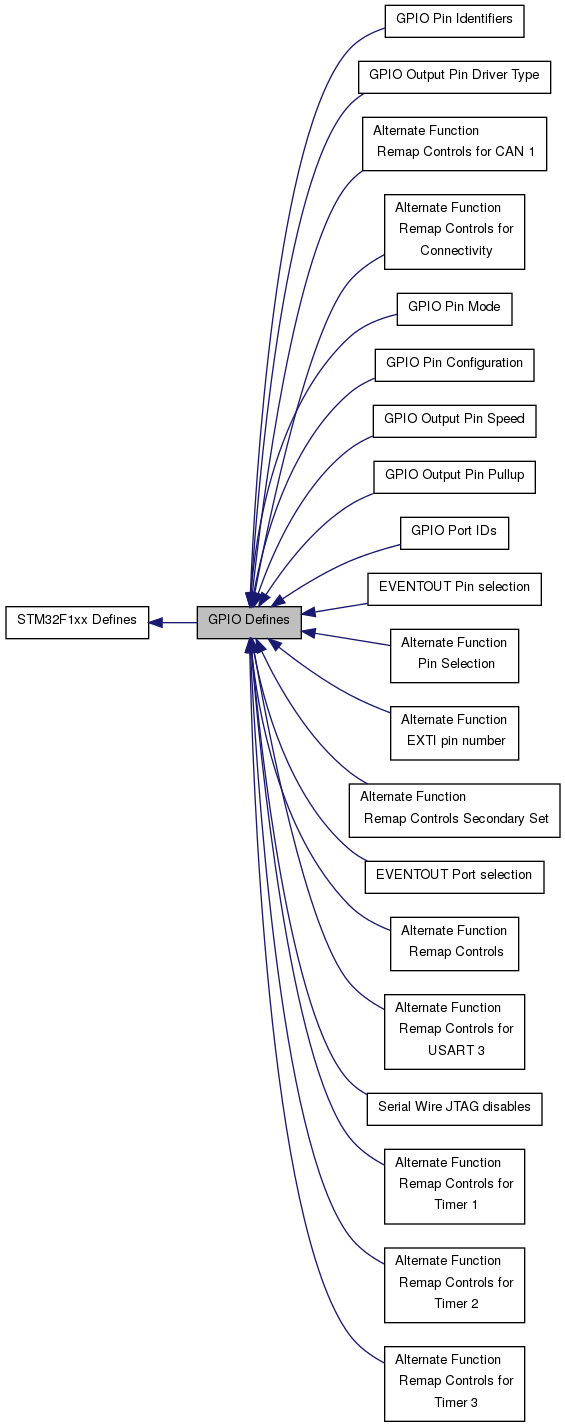 GPIO Pin Identifiers
GPIO Output Pin Driver Type
Alternate Function
Remap Controls for CAN 1
Alternate Function
Remap Controls for
Connectivity
GPIO Pin Mode
GPIO Pin Configuration
GPIO Output Pin Speed
GPIO Output Pin Pullup
GPIO Port IDs
EVENTOUT Pin selection
STM32F1xx Defines
GPIO Defines
Alternate Function
Pin Selection
Alternate Function
EXTI pin number
Alternate Function
Remap Controls Secondary Set
EVENTOUT Port selection
Alternate Function
Remap Controls
Alternate Function
Remap Controls for
USART 3
Serial Wire JTAG disables
Alternate Function
Remap Controls for
Timer 1
Alternate Function
Remap Controls for
Timer 2
Alternate Function
Remap Controls for
Timer 3